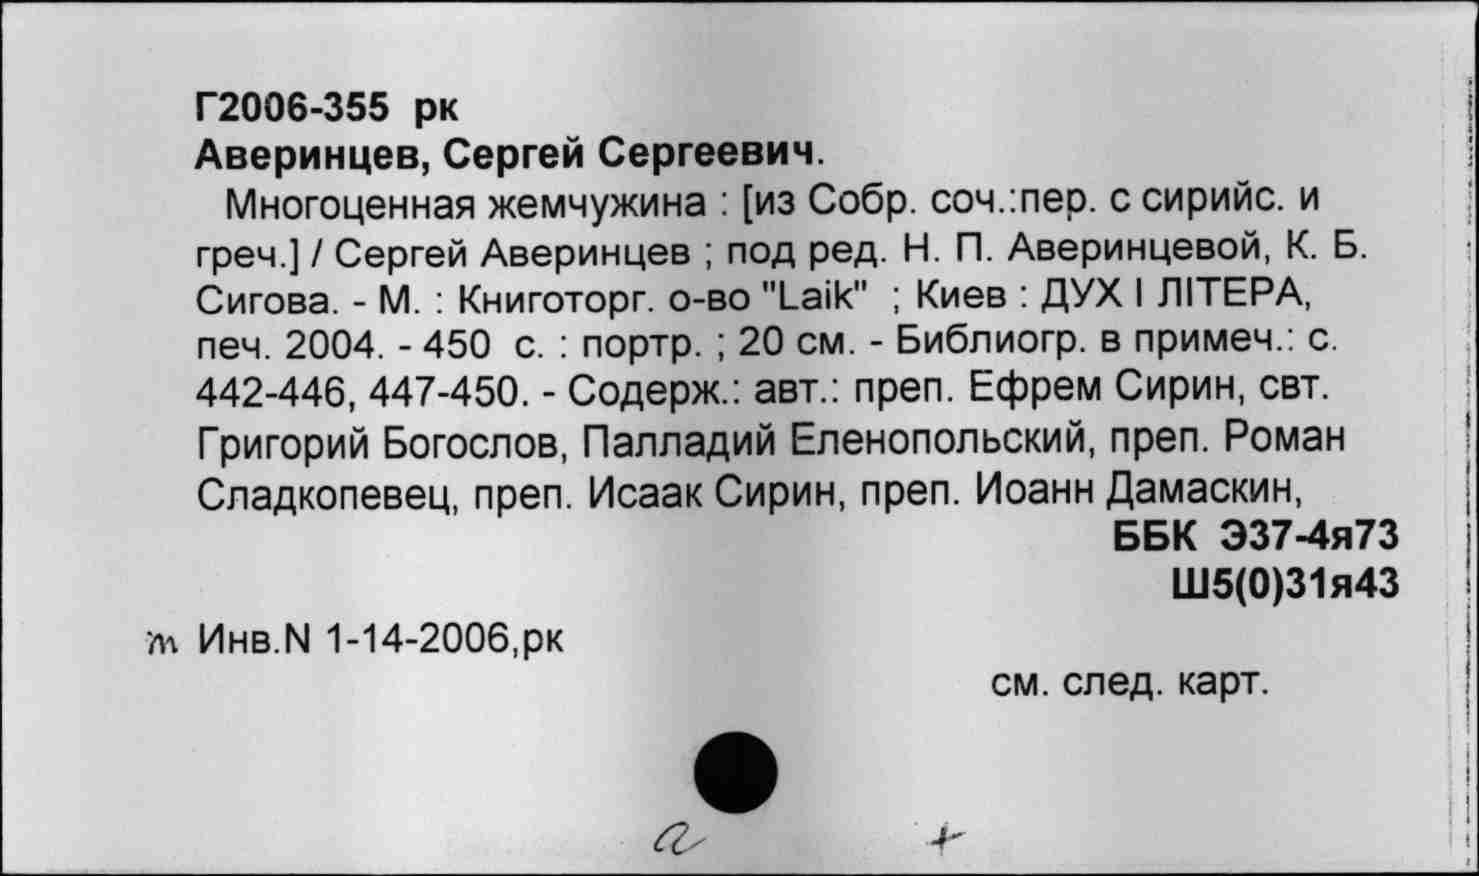 Г2006-355 рк
Аверинцев, Сергей Сергеевич.
Многоценная жемчужина : [из Собр. соч.:пер. с сирийс. и
греч.] / Сергей Аверинцев ; под ред. Н. П. Аверинцевой, К. Б.
Сигова. - М. : Книготорг. о-во "Laik" ; Киев : ДУХ І ЛІТЕРА,
печ. 2004. - 450 с. : портр. ; 20 см. - Библиогр. в примеч.: с.
442-446, 447-450. - Содерж.: авт.: преп. Ефрем Сирин, свт.
Григорий Богослов, Палладий Еленопольский, преп. Роман
Сладкопевец, преп. Исаак Сирин, преп. Иоанн Дамаскин,
ББК Э37-4я73
Ш5(0)31я43
т Инв.N 1-14-2006,рк
см. след. карт.
а +